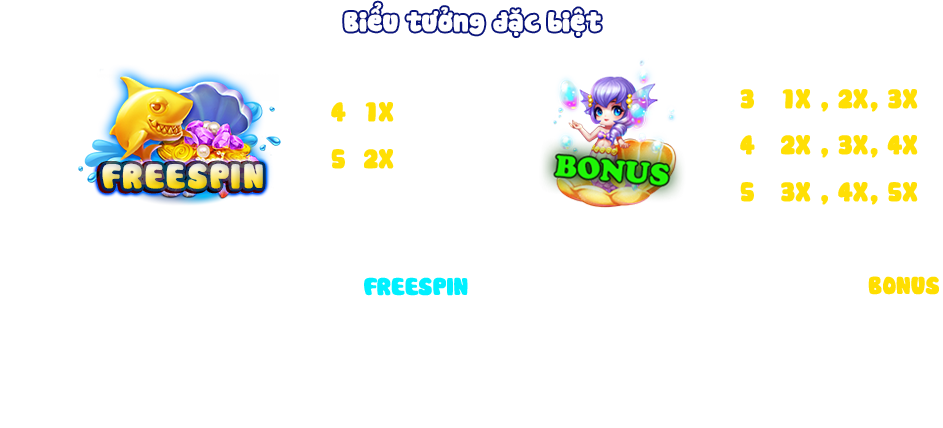 Biểu tưởng đặc biệt
FREESPIN
4 1X
5 2X
BONUS
3 1X , 2X, 3X
4 2X , 3X, 4X
5 3X , 4X, 5X
FREESPIN
BONUS